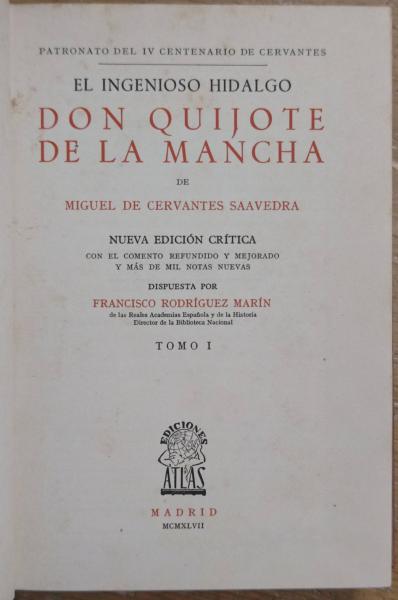 PATRONATO DEL IV CENTENARIO DE CERVANTES
EL INGENIOSO HIDALGO
DON QUIJOTE
DE LA MANCHA
DE
MIGUEL DE CERVANTES SAAVEDRA
NUEVA EDICIÓN CRÍTICA
CON EL COMENTO REFUNDIDO Y MEJORADO
Y MÁS DE MIL NOTAS NUEVAS
DISPUESTA POR
FRANCISCO RODRÍGUEZ MARÍN
de las Reales Academias Española y de la Historia
Director de la Biblioteca Nacional
TOMO I
EDICIONES
ATLAS
MADRID
MCMXLVII